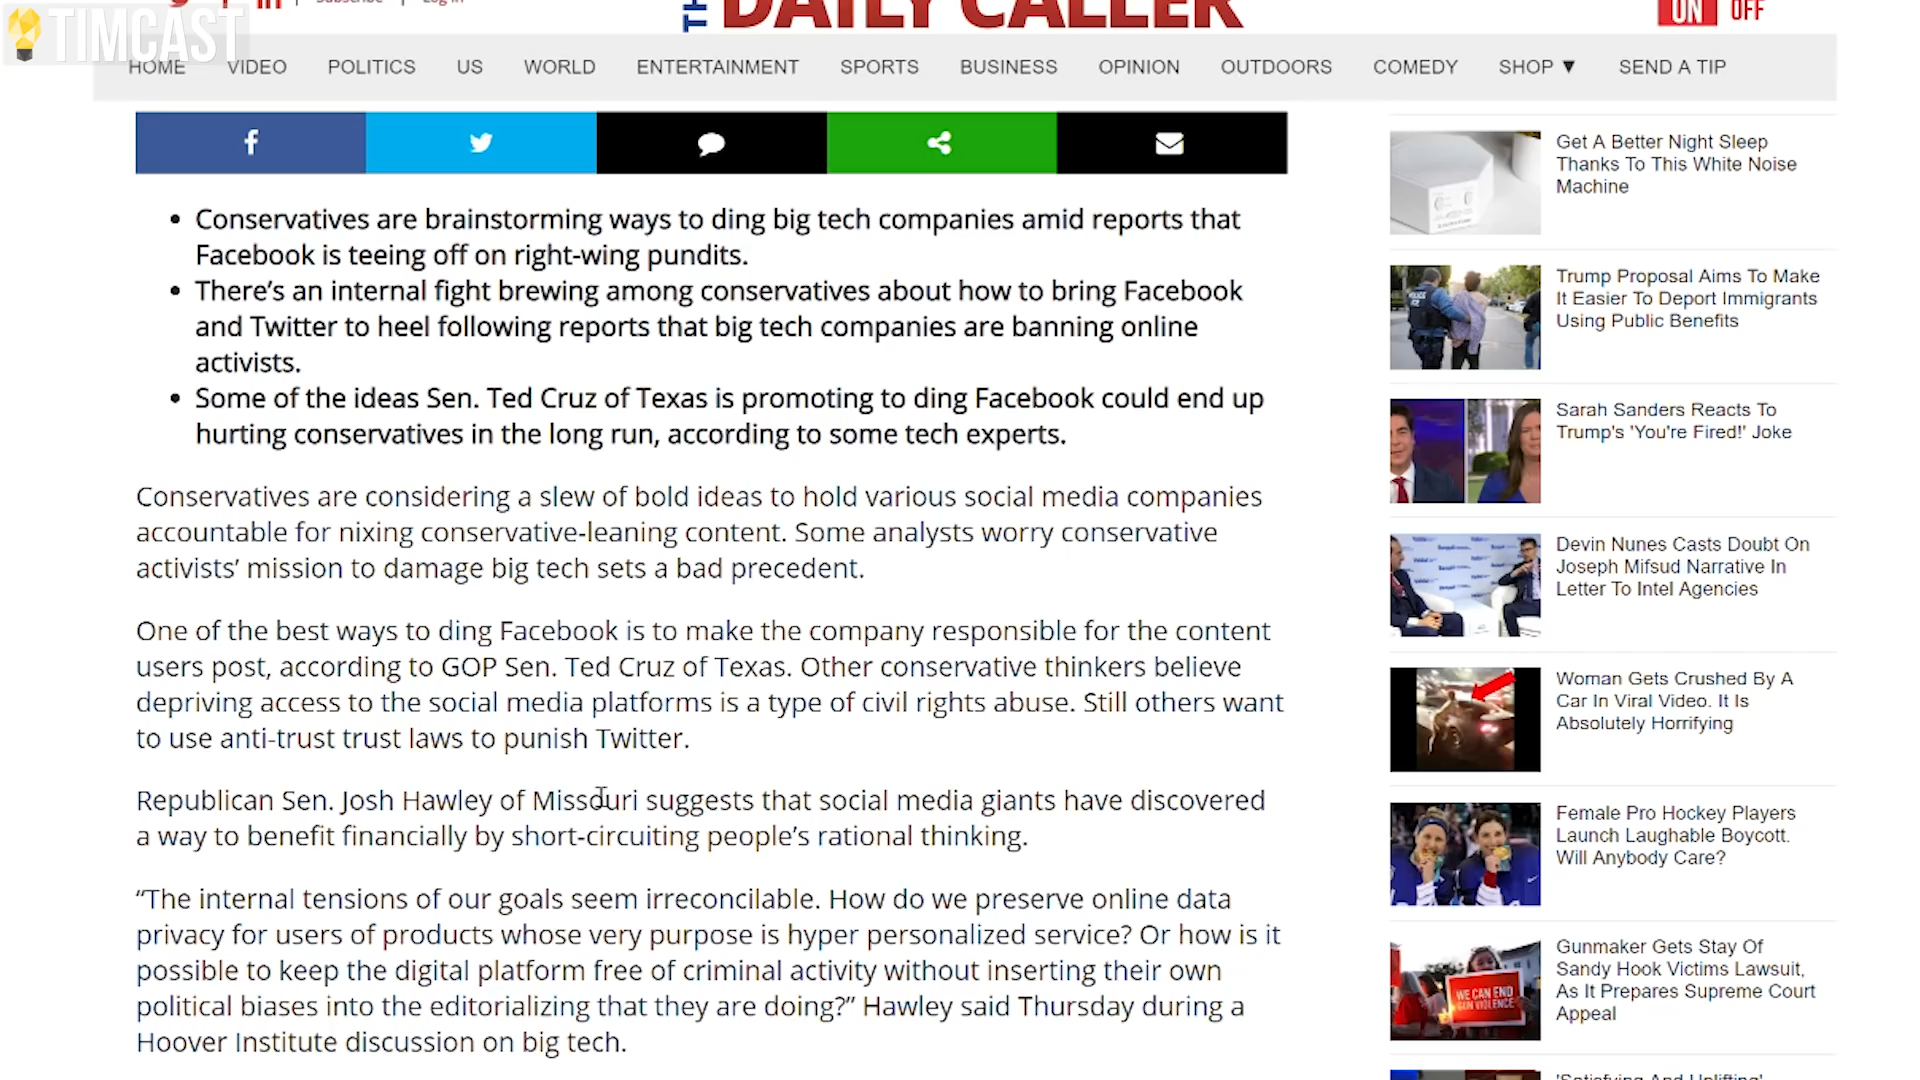 Subscribe | Log in
THE DAILY CALLER
ON OFF
TIMCAST
HOME VIDEO POLITICS US WORLD ENTERTAINMENT SPORTS BUSINESS OPINION OUTDOORS COMEDY SHOP ▼ SEND A TIP
• Conservatives are brainstorming ways to ding big tech companies amid reports that
Facebook is teeing off on right-wing pundits.
• There’s an internal fight brewing among conservatives about how to bring Facebook
and Twitter to heel following reports that big tech companies are banning online
activists.
• Some of the ideas Sen. Ted Cruz of Texas is promoting to ding Facebook could end up
hurting conservatives in the long run, according to some tech experts.
Conservatives are considering a slew of bold ideas to hold various social media companies
accountable for nixing conservative-leaning content. Some analysts worry conservative
activists’ mission to damage big tech sets a bad precedent.
One of the best ways to ding Facebook is to make the company responsible for the content
users post, according to GOP Sen. Ted Cruz of Texas. Other conservative thinkers believe
depriving access to the social media platforms is a type of civil rights abuse. Still others want
to use anti-trust trust laws to punish Twitter.
Republican Sen. Josh Hawley of Missouri suggests that social media giants have discovered
a way to benefit financially by short-circuiting people’s rational thinking.
“The internal tensions of our goals seem irreconcilable. How do we preserve online data
privacy for users of products whose very purpose is hyper personalized service? Or how is it
possible to keep the digital platform free of criminal activity without inserting their own
political biases into the editorializing that they are doing?” Hawley said Thursday during a
Hoover Institute discussion on big tech.
Get A Better Night Sleep
Thanks To This White Noise
Machine
Trump Proposal Aims To Make
It Easier To Deport Immigrants
Using Public Benefits
Sarah Sanders Reacts To
Trump's 'You're Fired!' Joke
Devin Nunes Casts Doubt On
Joseph Mifsud Narrative In
Letter To Intel Agencies
Woman Gets Crushed By A
Car In Viral Video. It Is
Absolutely Horrifying
Female Pro Hockey Players
Launch Laughable Boycott.
Will Anybody Care?
WE CAN END
GUN VIOLENCE
Gunmaker Gets Stay Of
Sandy Hook Victims Lawsuit,
As It Prepares Supreme Court
Appeal
'Satisfying And Uplifting'